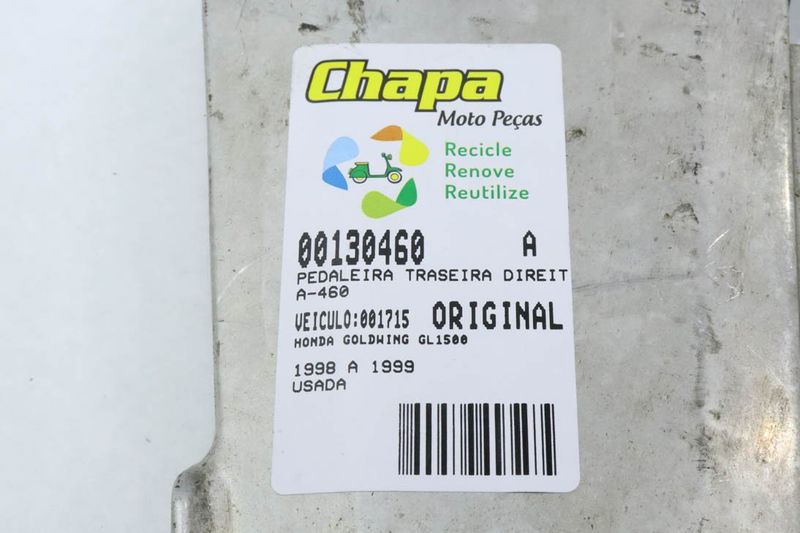 Chapa
Moto Peças
Recicle
Renove
Reutilize
00130460 A
PEDALEIRA TRASEIRA DIREIT
A-460
VEICULO:001715 ORIGINAL
HONDA GOLDWING GL1500
1998 A 1999
USADA